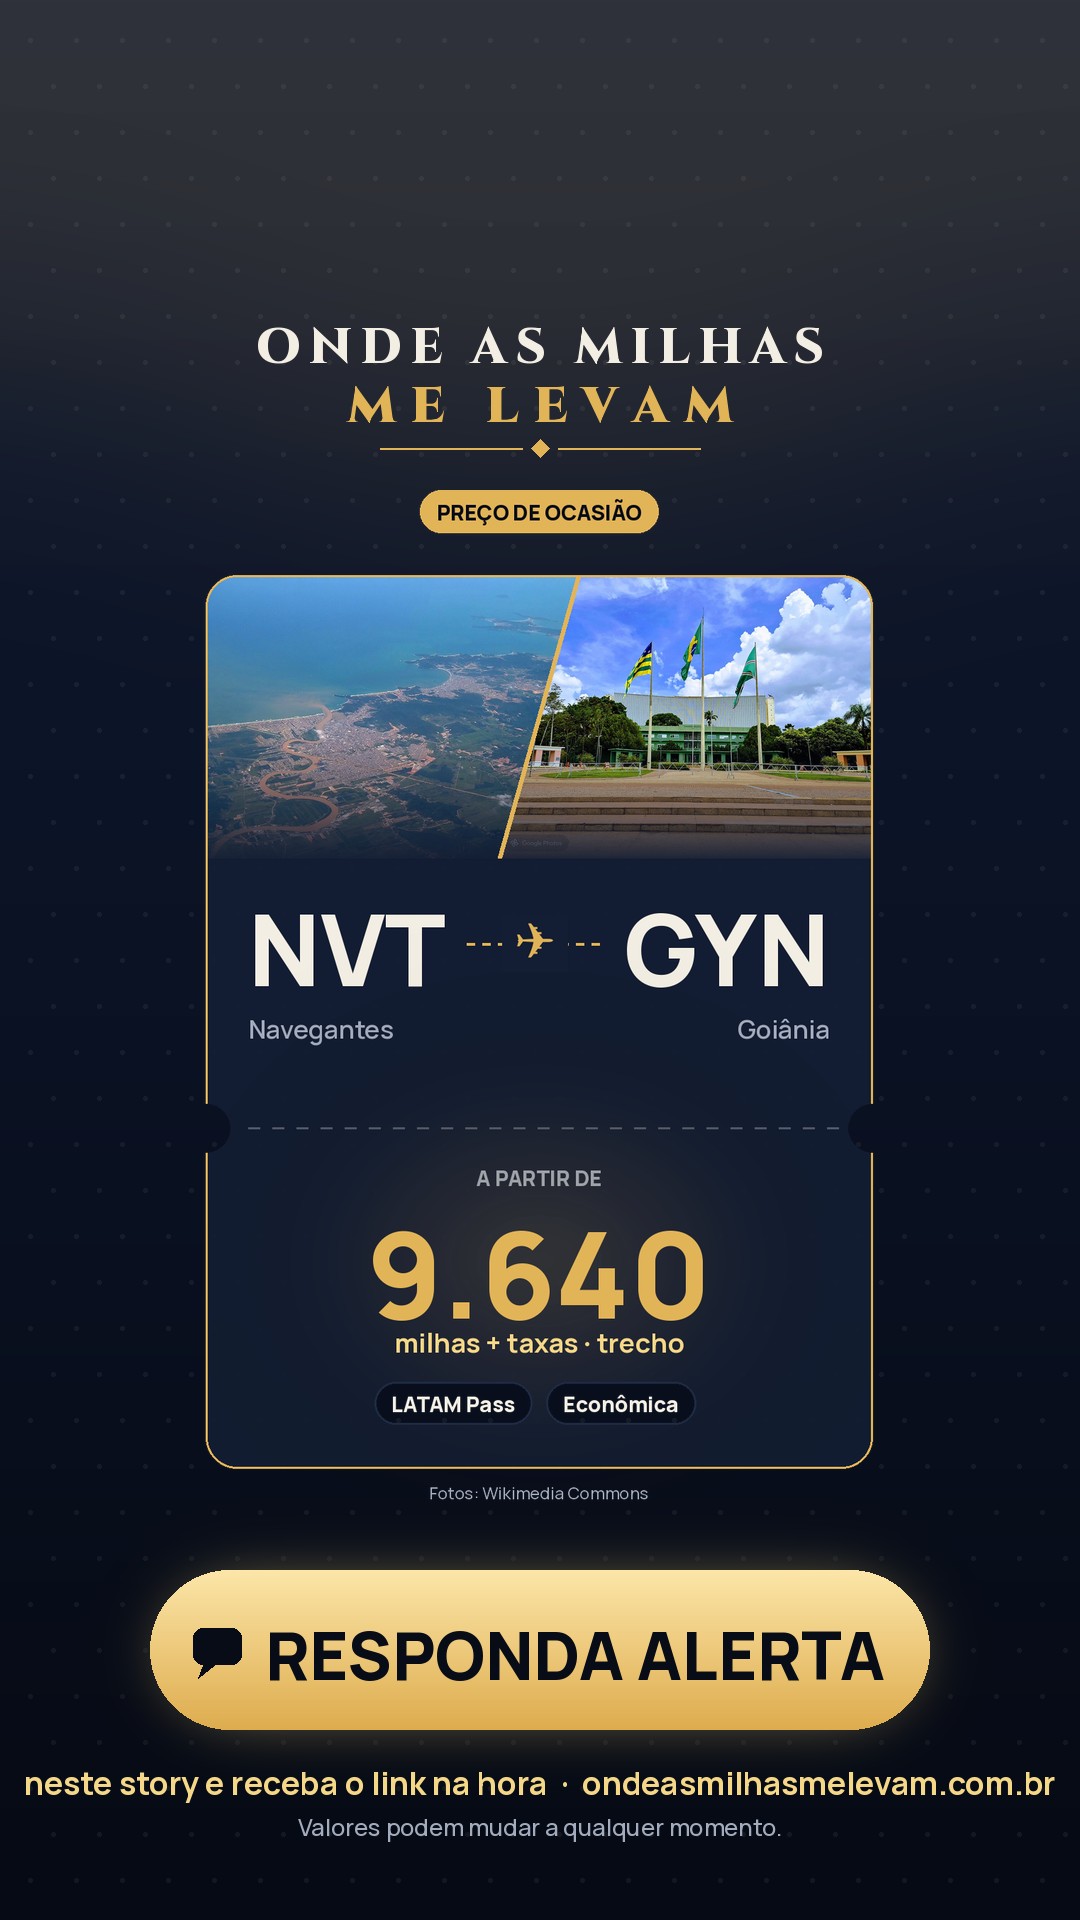 ONDE AS MILHAS
ME LEVAM
PREÇO DE OCASIÃO
NVT
GYN
Navegantes
Goiânia
A PARTIR DE
9.640
milhas + taxas · trecho
LATAM Pass
Econômica
Fotos: Wikimedia Commons
RESPONDA ALERTA
neste story e receba o link na hora · ondeasmilhasmelevam.com.br
Valores podem mudar a qualquer momento.